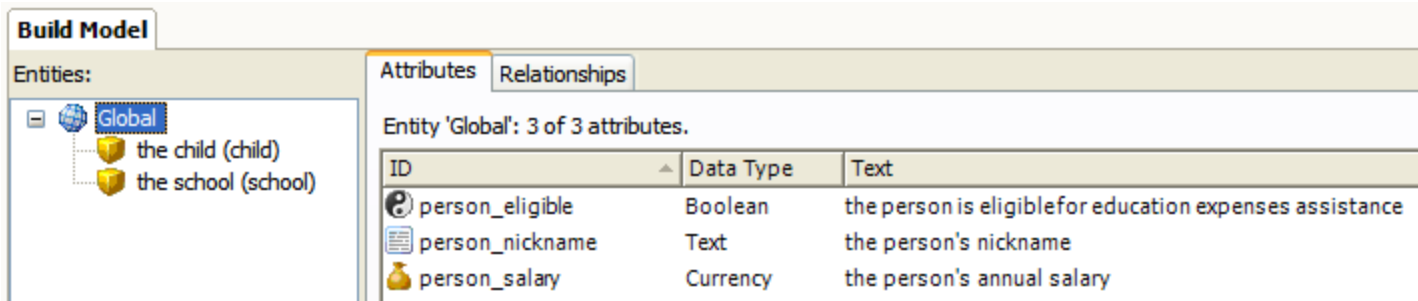 Build Model
Entities:
Global
the child (child)
the school (school)
Attributes
Relationships
Entity 'Global': 3 of 3 attributes.
ID Data Type Text
person_eligible Boolean the person is eligible for education expenses assistance
person_nickname Text the person's nickname
person_salary Currency the person's annual salary